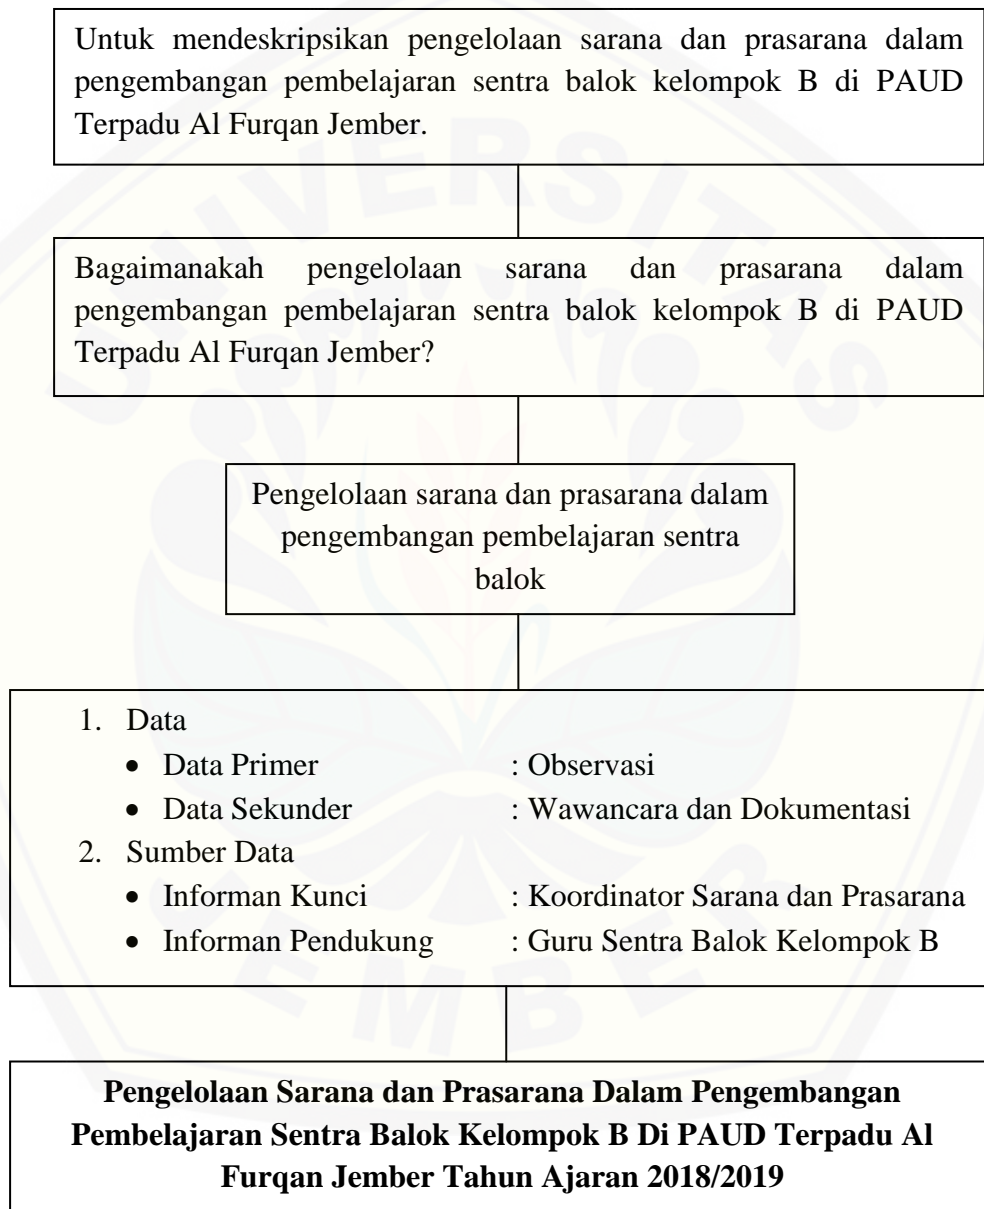 Untuk mendeskripsikan pengelolaan sarana dan prasarana dalam
pengembangan pembelajaran sentra balok kelompok B di PAUD
Terpadu Al Furqan Jember.
Bagaimanakah pengelolaan sarana dan prasarana dalam
pengembangan pembelajaran sentra balok kelompok B di PAUD
Terpadu Al Furqan Jember?
Pengelolaan sarana dan prasarana dalam
pengembangan pembelajaran sentra
balok
1. Data
• Data Primer : Observasi
• Data Sekunder : Wawancara dan Dokumentasi
2. Sumber Data
• Informan Kunci : Koordinator Sarana dan Prasarana
• Informan Pendukung : Guru Sentra Balok Kelompok B
Pengelolaan Sarana dan Prasarana Dalam Pengembangan
Pembelajaran Sentra Balok Kelompok B Di PAUD Terpadu Al
Furqan Jember Tahun Ajaran 2018/2019
UNIVERSITAS
JEMBER